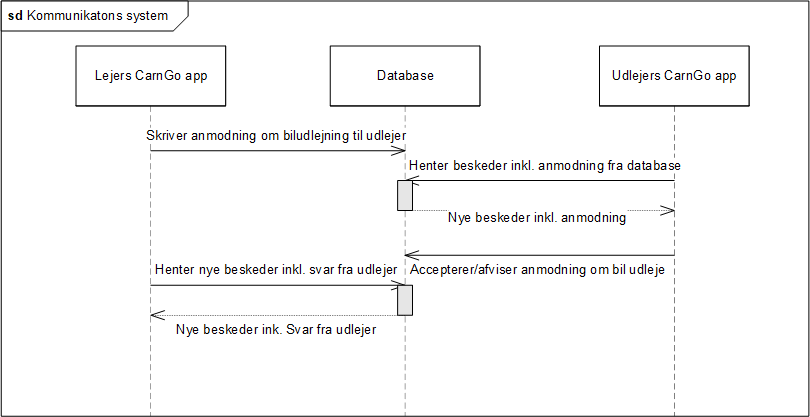 sd Kommunikatons system
Lejers CarnGo app
Database
Udlejers CarnGo app
Skriver anmodning om biludlejning til udlejer
Henter beskeder inkl. anmodning fra database
Nye beskeder inkl. anmodning
Henter nye beskeder inkl. svar fra udlejer
Accepterer/afviser anmodning om bil udleje
Nye beskeder ink. Svar fra udlejer